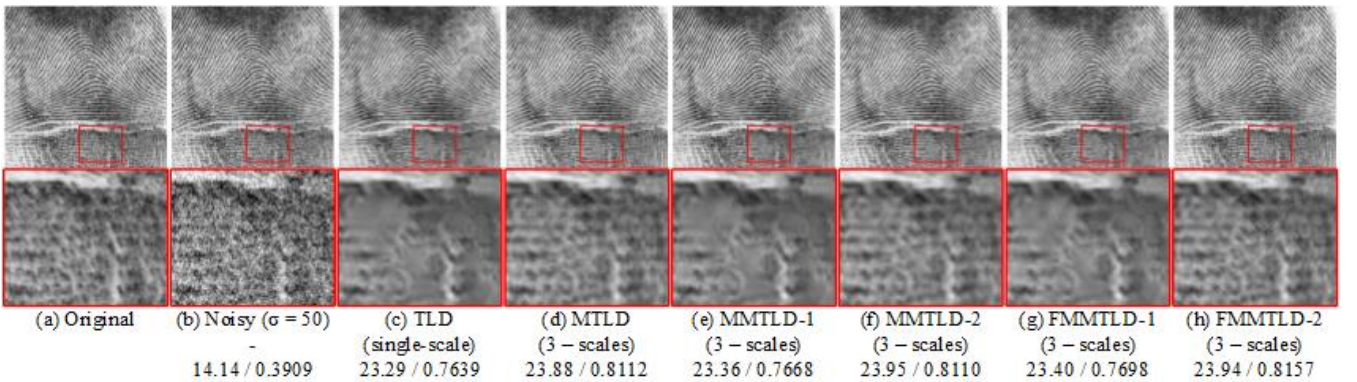 (a) Original (b) Noisy (σ = 50) (c) TLD (d) MTLD (e) MMTLD-1 (f) MMTLD-2 (g) FMMTLD-1 (h) FMMTLD-2
- (single-scale) (3 – scales) (3 – scales) (3 – scales) (3 – scales) (3 – scales)
14.14 / 0.3909 23.29 / 0.7639 23.88 / 0.8112 23.36 / 0.7668 23.95 / 0.8110 23.40 / 0.7698 23.94 / 0.8157